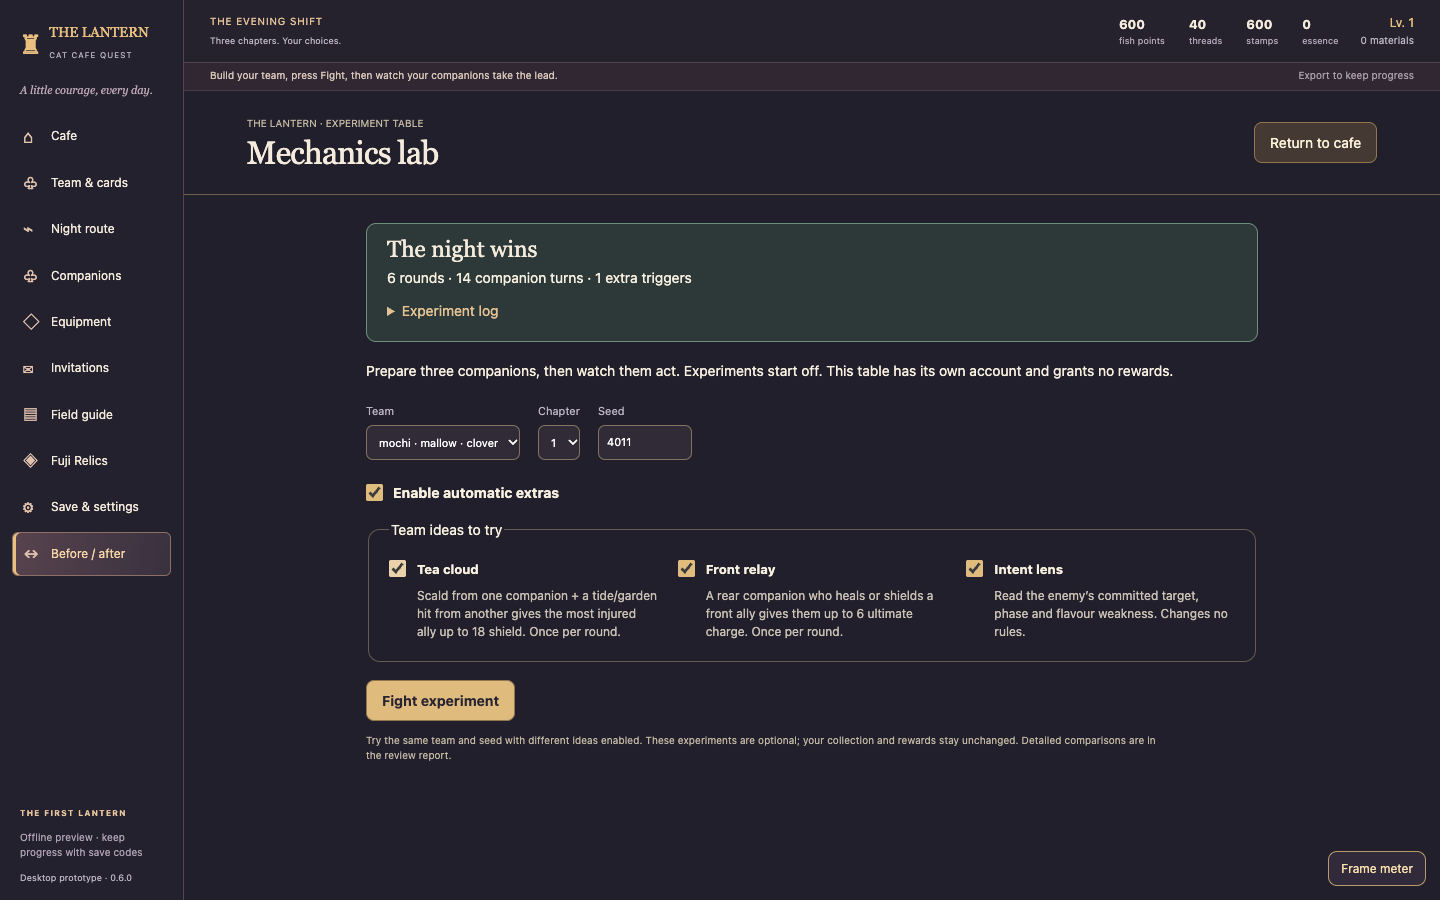 THE LANTERN
CAT CAFE QUEST
A little courage, every day.
Cafe
Team & cards
Night route
Companions
Equipment
Invitations
Field guide
Fuji Relics
Save & settings
Before / after
THE FIRST LANTERN
Offline preview · keep
progress with save codes
Desktop prototype · 0.6.0
THE EVENING SHIFT
Three chapters. Your choices.
600 40 600 0 Lv. 1
fish points threads stamps essence 0 materials
Build your team, press Fight, then watch your companions take the lead.
Export to keep progress
THE LANTERN · EXPERIMENT TABLE
Mechanics lab
Return to cafe
The night wins
6 rounds · 14 companion turns · 1 extra triggers
Experiment log
Prepare three companions, then watch them act. Experiments start off. This table has its own account and grants no rewards.
Team Chapter Seed
mochi · mallow · clover 1 4011
Enable automatic extras
Team ideas to try
Tea cloud
Scald from one companion + a tide/garden
hit from another gives the most injured
ally up to 18 shield. Once per round.
Front relay
A rear companion who heals or shields a
front ally gives them up to 6 ultimate
charge. Once per round.
Intent lens
Read the enemy's committed target,
phase and flavour weakness. Changes no
rules.
Fight experiment
Try the same team and seed with different ideas enabled. These experiments are optional; your collection and rewards stay unchanged. Detailed comparisons are in
the review report.
Frame meter